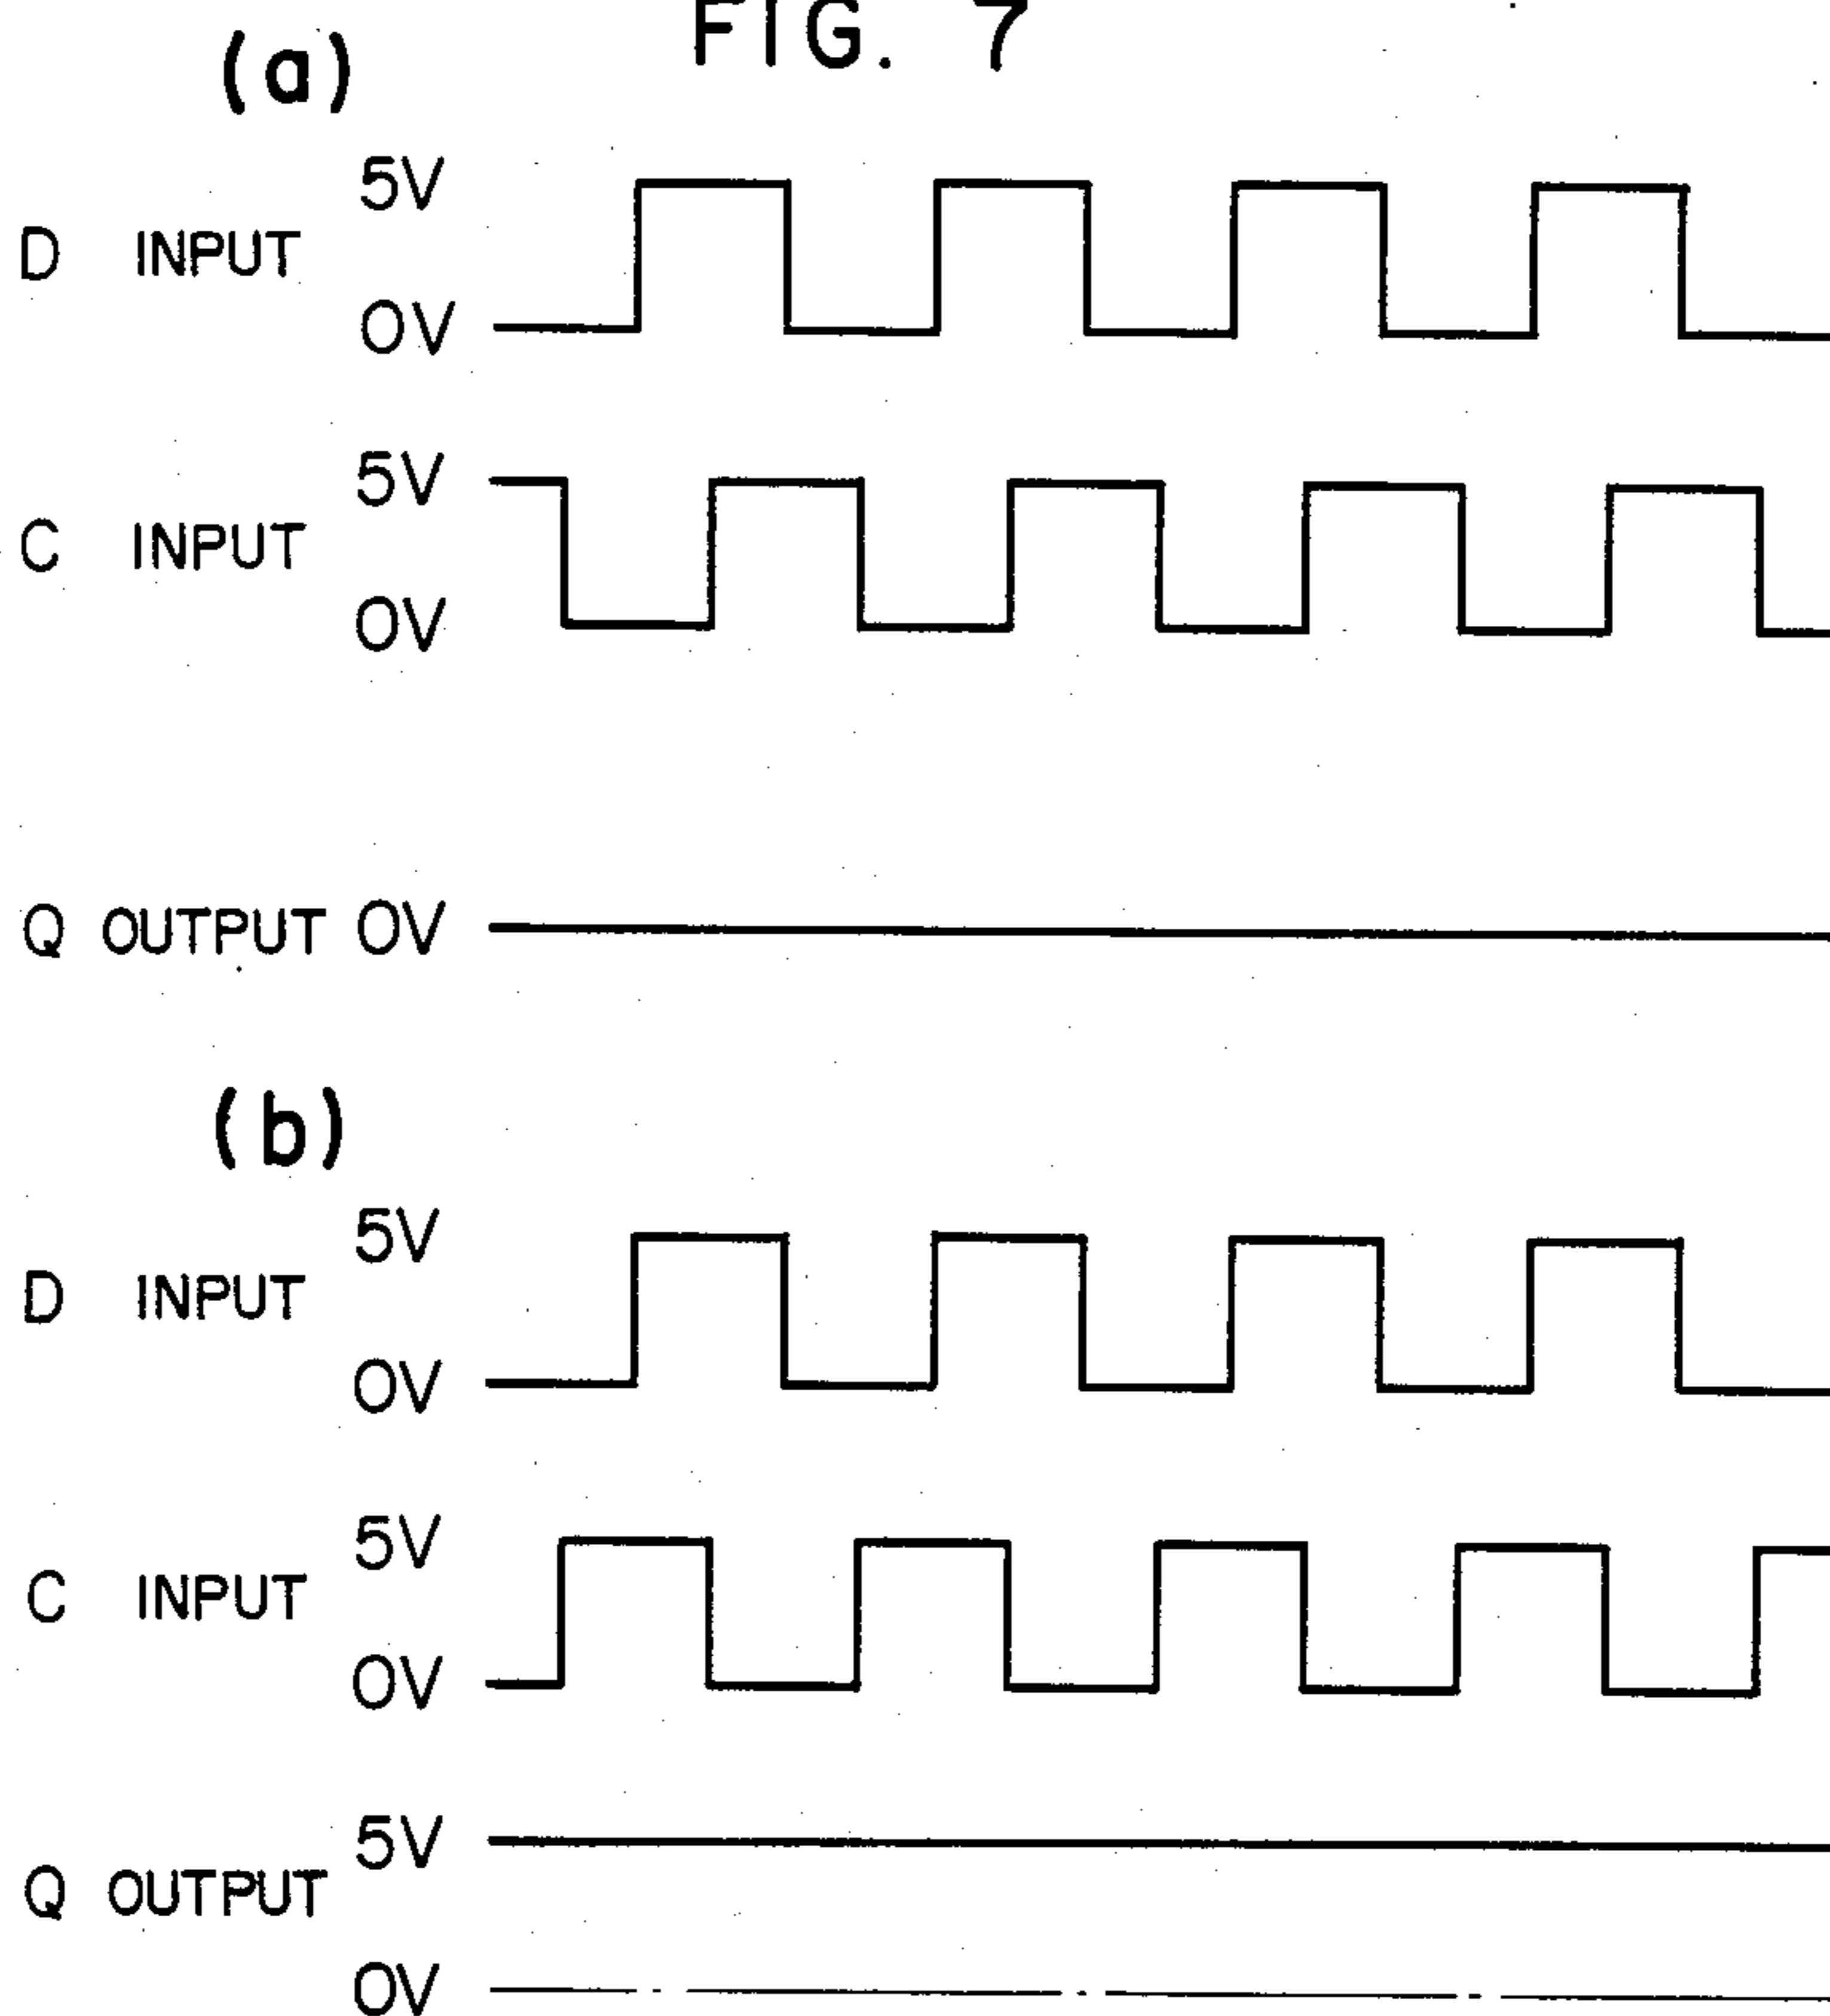 FIG. 7
(a)
5V
D INPUT
0V
5V
C INPUT
0V
Q OUTPUT 0V
(b)
5V
D INPUT
0V
5V
C INPUT
0V
5V
Q OUTPUT
0V